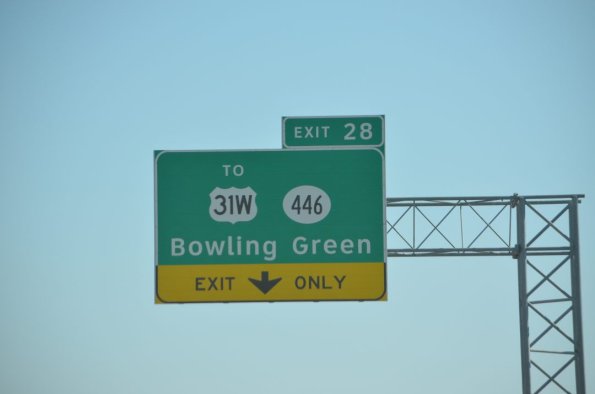 EXIT 28
TO
31W 446
Bowling Green
EXIT ONLY